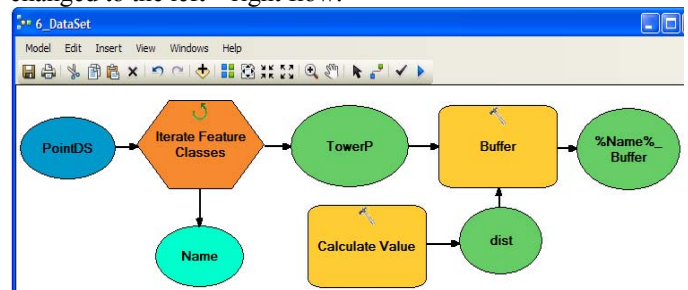 changed to the left – right flow.
6_DataSet
Model Edit Insert View Windows Help
PointDS
Iterate Feature
Classes
TowerP
Buffer
%Name%_
Buffer
Name
Calculate Value
dist